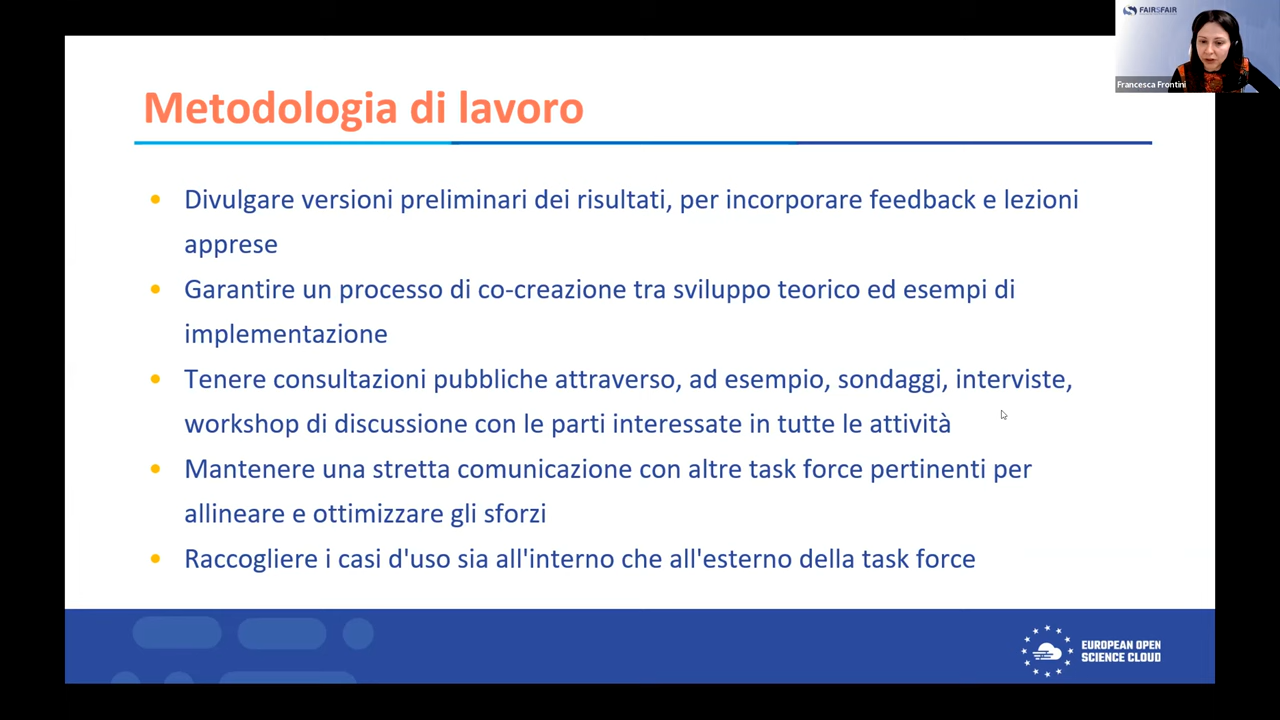 FAIRsFAIR
Francesca Frontini
Metodologia di lavoro
• Divulgare versioni preliminari dei risultati, per incorporare feedback e lezioni
apprese
• Garantire un processo di co-creazione tra sviluppo teorico ed esempi di
implementazione
• Tenere consultazioni pubbliche attraverso, ad esempio, sondaggi, interviste,
workshop di discussione con le parti interessate in tutte le attività
• Mantenere una stretta comunicazione con altre task force pertinenti per
allineare e ottimizzare gli sforzi
• Raccogliere i casi d'uso sia all'interno che all'esterno della task force
EUROPEAN OPEN
SCIENCE CLOUD